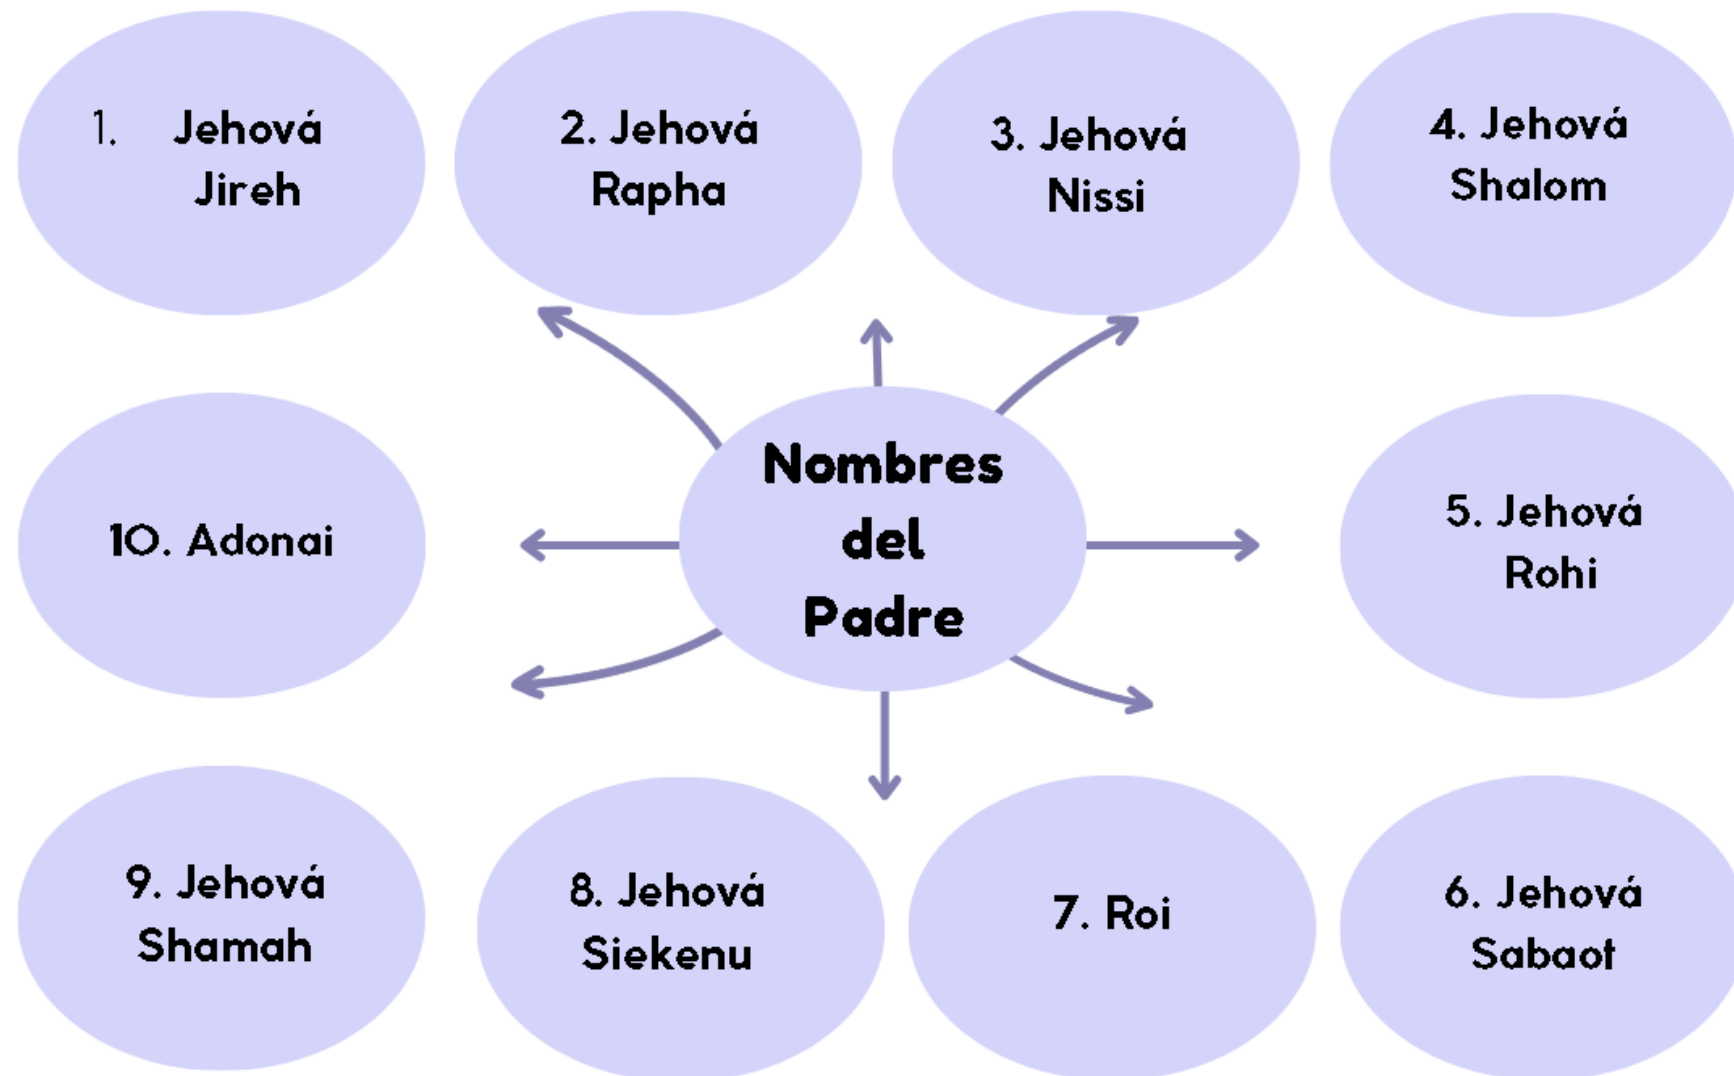 1. Jehová
Jireh
2. Jehová
Rapha
3. Jehová
Nissi
4. Jehová
Shalom
10. Adonai
Nombres
del
Padre
5. Jehová
Rohi
9. Jehová
Shamah
8. Jehová
Siekenu
7. Roi
6. Jehová
Sabaot